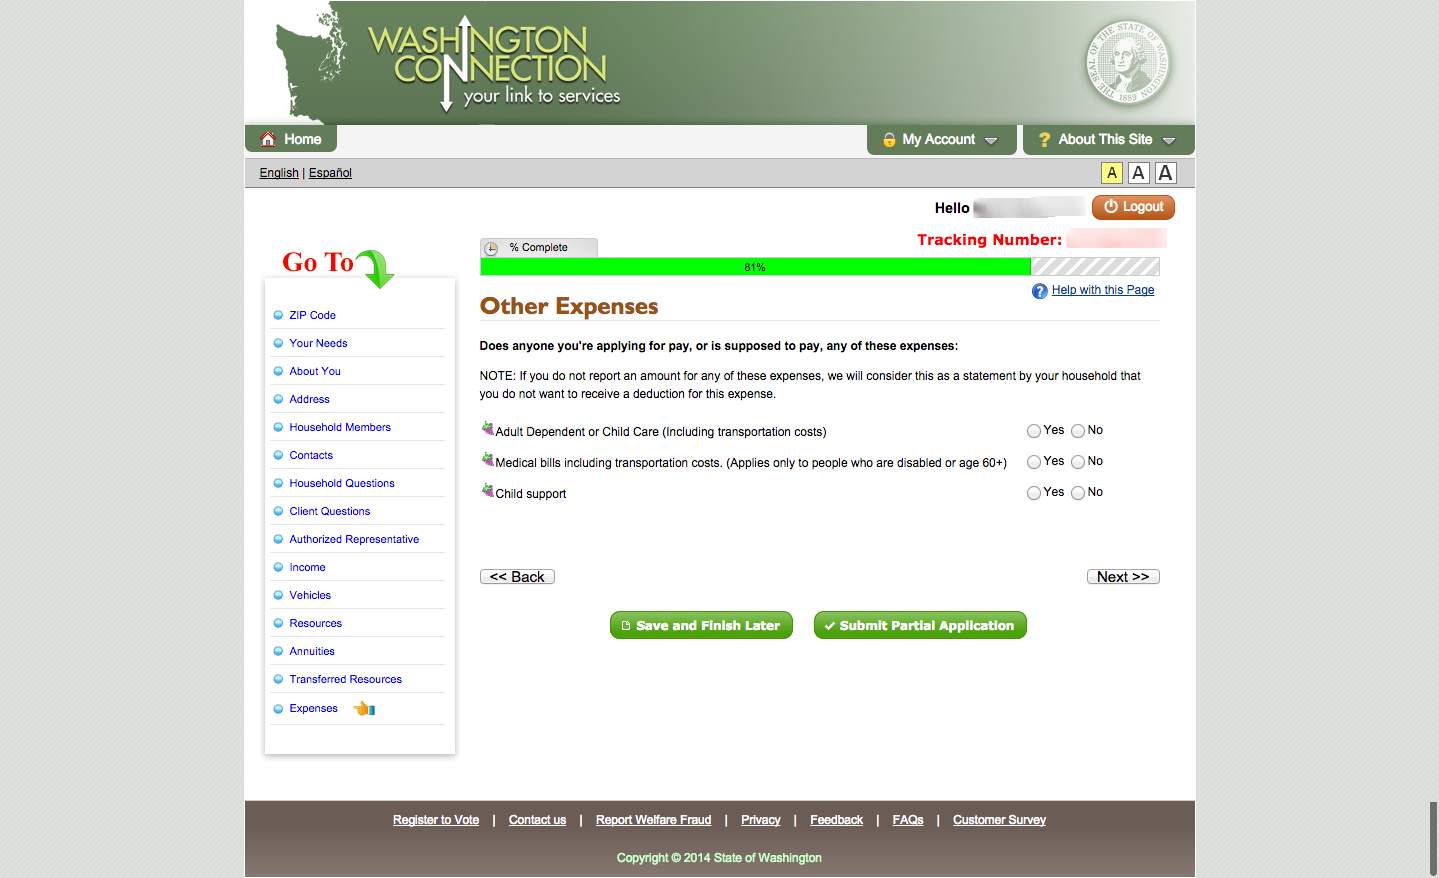 WASHINGTON
CONNECTION
your link to services
THE SEAL OF THE STATE OF WASHINGTON
1889
Home
My Account
? About This Site
English | Español
A A A
Hello
Logout
Tracking Number:
% Complete
81%
? Help with this Page
Go To
ZIP Code
Your Needs
About You
Address
Household Members
Contacts
Household Questions
Client Questions
Authorized Representative
Income
Vehicles
Resources
Annuities
Transferred Resources
Expenses
Other Expenses
Does anyone you're applying for pay, or is supposed to pay, any of these expenses:
NOTE: If you do not report an amount for any of these expenses, we will consider this as a statement by your household that
you do not want to receive a deduction for this expense.
Adult Dependent or Child Care (Including transportation costs) Yes No
Medical bills including transportation costs. (Applies only to people who are disabled or age 60+) Yes No
Child support Yes No
<< Back
Next >>
Save and Finish Later
Submit Partial Application
Register to Vote | Contact us | Report Welfare Fraud | Privacy | Feedback | FAQs | Customer Survey
Copyright © 2014 State of Washington